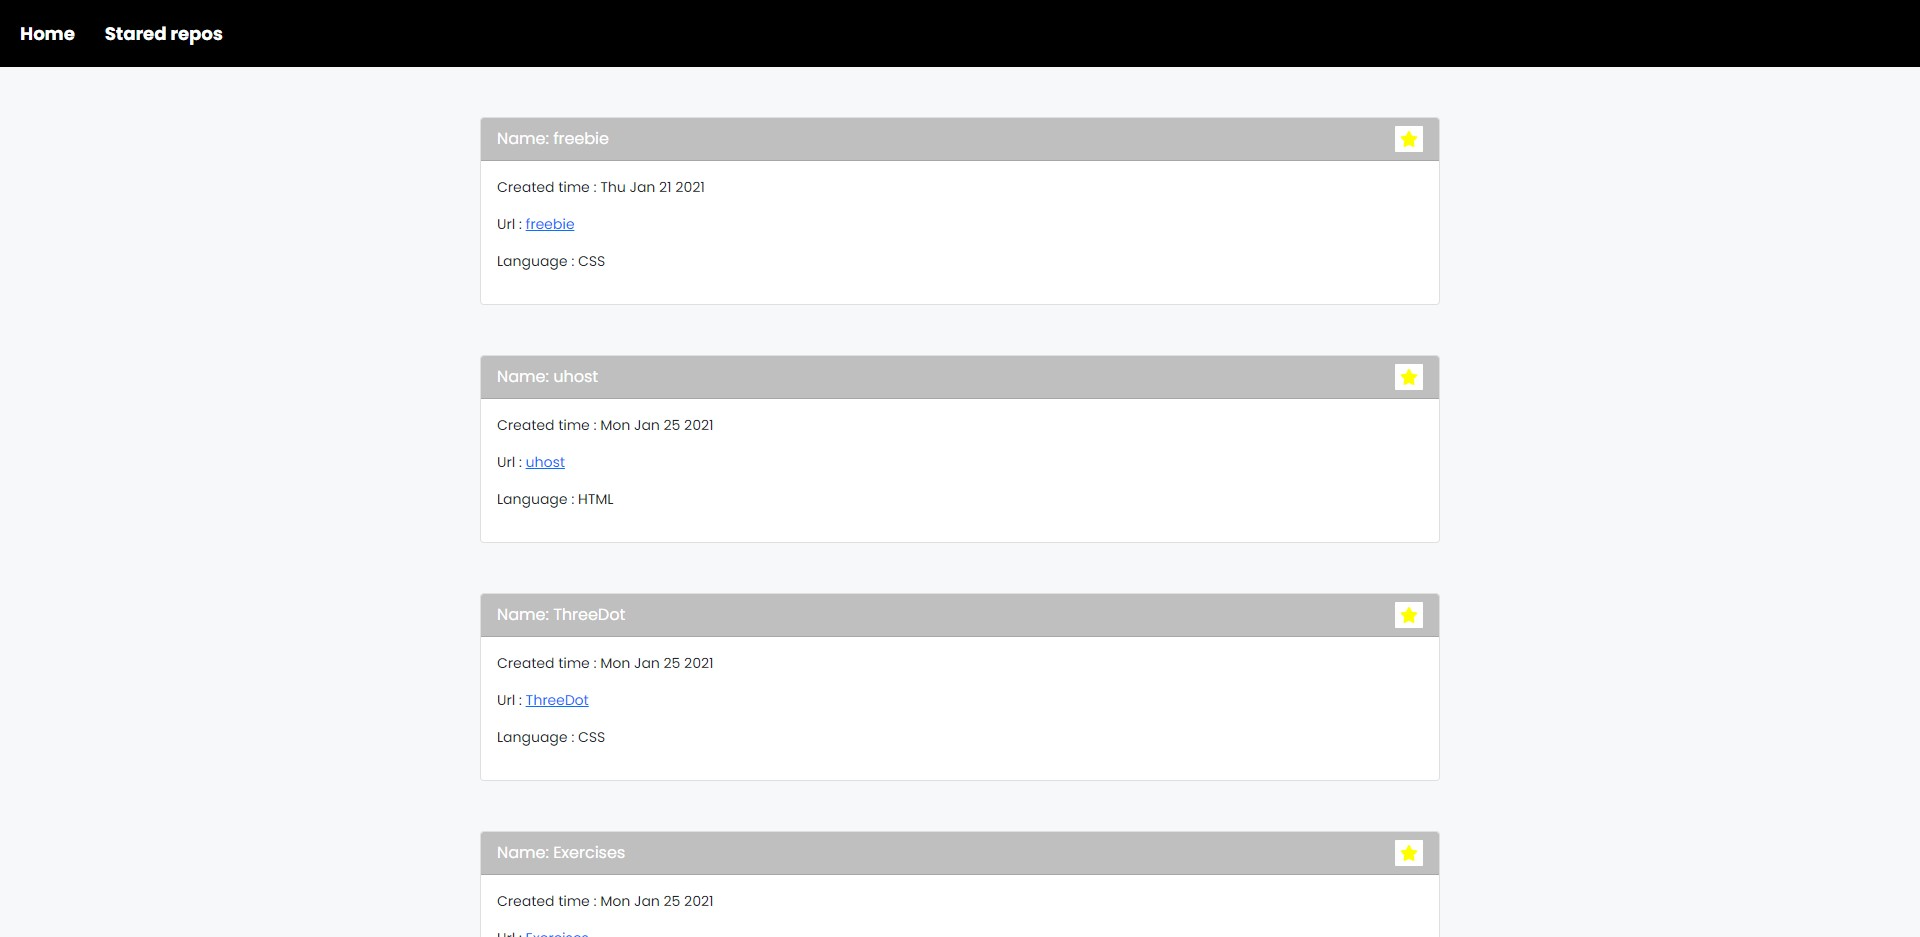 Home Stared repos
Name: freebie
Created time : Thu Jan 21 2021
Url : freebie
Language : CSS
Name: uhost
Created time : Mon Jan 25 2021
Url : uhost
Language : HTML
Name: ThreeDot
Created time : Mon Jan 25 2021
Url : ThreeDot
Language : CSS
Name: Exercises
Created time : Mon Jan 25 2021
Url : Exercises